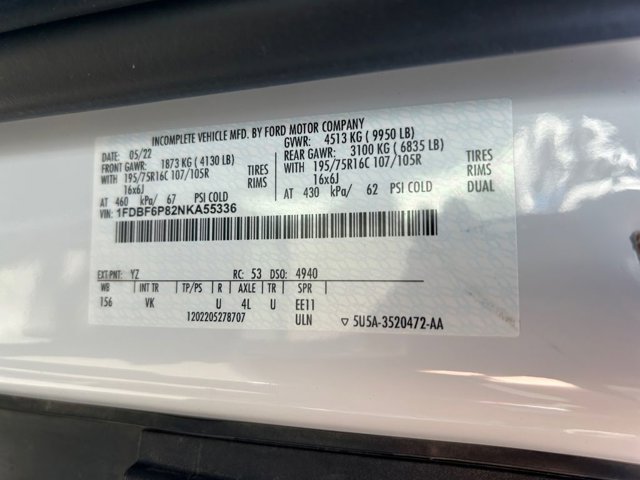 INCOMPLETE VEHICLE MFD. BY FORD MOTOR COMPANY
DATE: 05/22 GVWR: 4513 KG ( 9950 LB)
FRONT GAWR: 1873 KG ( 4130 LB) REAR GAWR: 3100 KG ( 6835 LB)
WITH 195/75R16C 107/105R TIRES WITH 195/75R16C 107/105R TIRES
16x6J RIMS 16x6J RIMS
AT 460 kPa/ 67 PSI COLD AT 430 kPa/ 62 PSI COLD DUAL
VIN: 1FDBF6P82NKA55336
EXT PNT: YZ RC: 53 DSO: 4940
WB INT TR TP/PS R AXLE TR SPR
156 VK U 4L U EE11
1202205278707 ULN ▽ 5U5A-3520472-AA